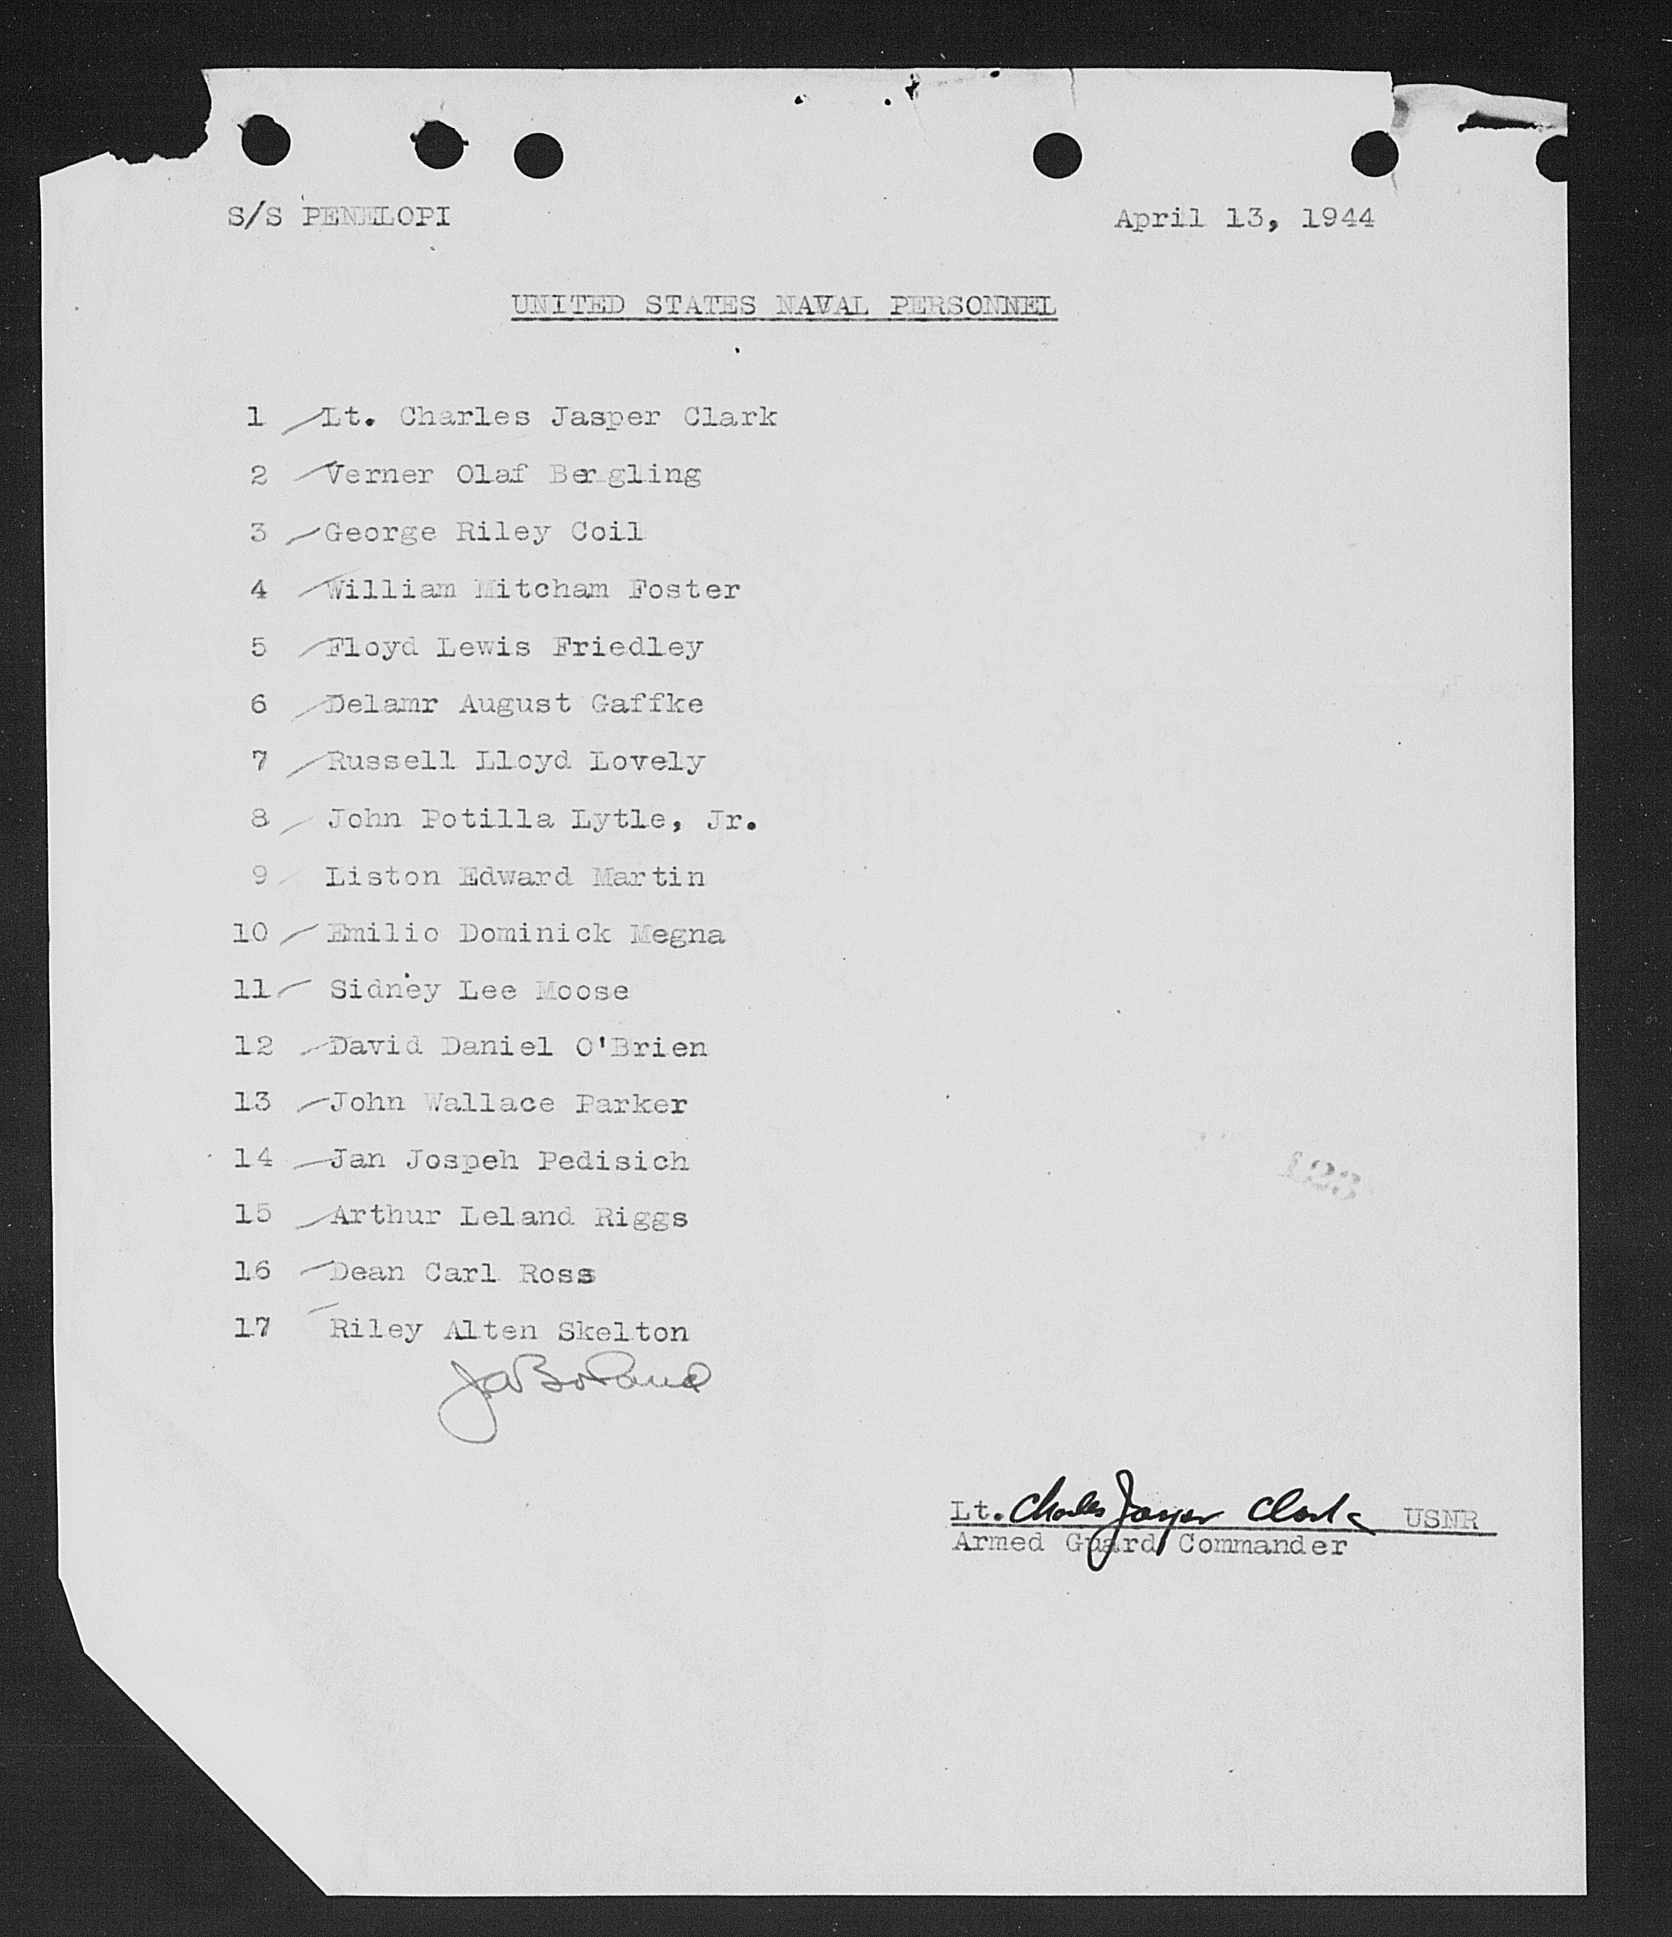 S/S PENELOPI April 13, 1944
UNITED STATES NAVAL PERSONNEL
1 Lt. Charles Jasper Clark
2 Verner Olaf Bergling
3 George Riley Coil
4 William Mitcham Foster
5 Floyd Lewis Friedley
6 Delamr August Gaffke
7 Russell Lloyd Lovely
8 John Potilla Lytle, Jr.
9 Liston Edward Martin
10 Emilio Dominick Megna
11 Sidney Lee Moose
12 David Daniel O'Brien
13 John Wallace Parker
14 Jan Jospeh Pedisich
123
15 Arthur Leland Riggs
16 Dean Carl Ross
17 Riley Alten Skelton
Lt. Charles Jasper Clark USNR
Armed Guard Commander